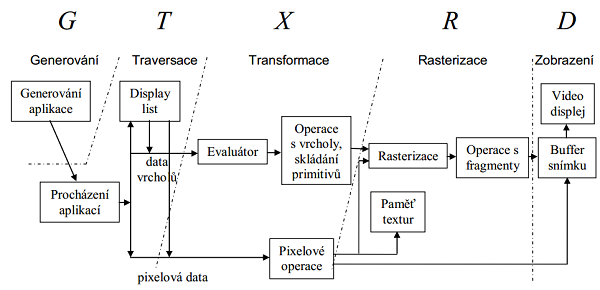 G T X R D
Generování Traversace Transformace Rasterizace Zobrazení
Generování
aplikace
Display
list
Video
displej
Operace
s vrcholy,
skládání
primitivů
Evaluátor
Rasterizace
Operace s
fragmenty
Buffer
snímku
data
vrcholů
Procházení
aplikací
Paměť
textur
Pixelové
operace
pixelová data